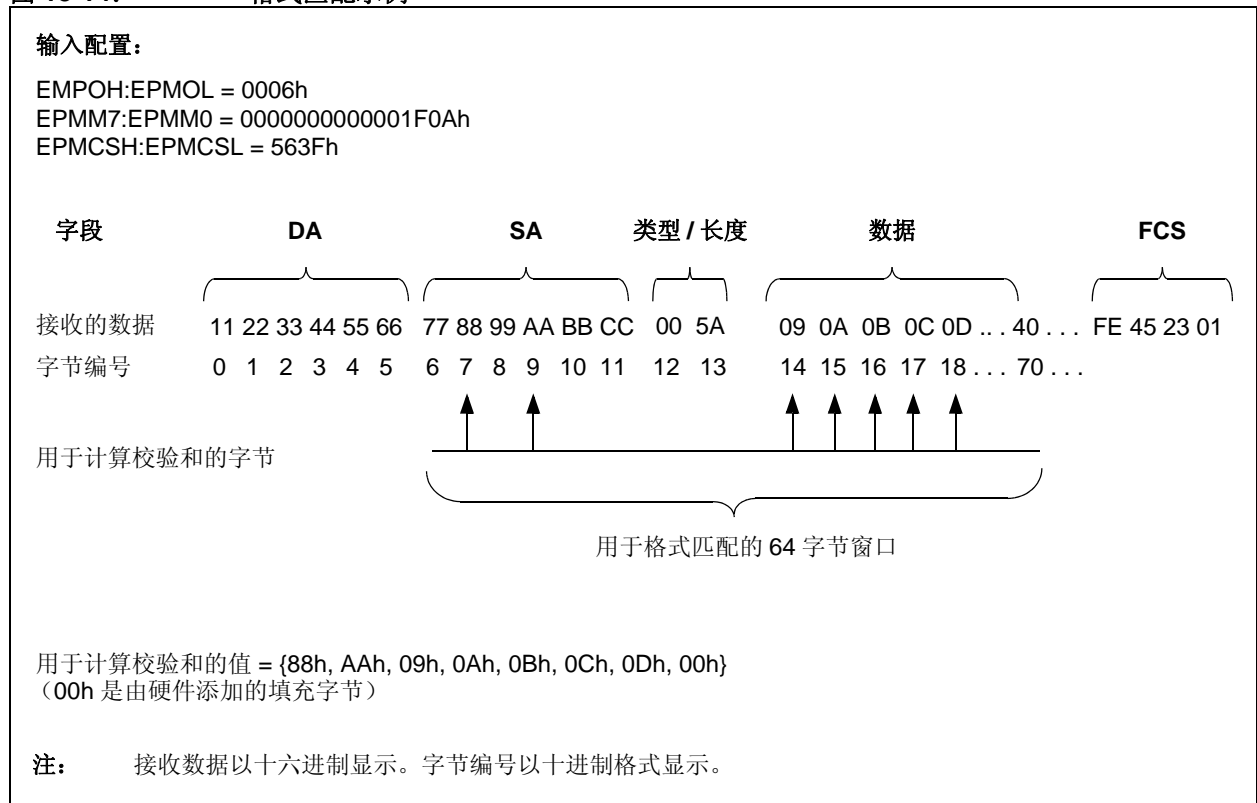 输入配置：
EMPOH:EPMOL = 0006h
EPMM7:EPMM0 = 0000000000001F0Ah
EPMCSH:EPMCSL = 563Fh
字段 DA SA 类型 / 长度 数据 FCS
接收的数据 11 22 33 44 55 66 77 88 99 AA BB CC 00 5A 09 0A 0B 0C 0D ... 40 ... FE 45 23 01
字节编号 0 1 2 3 4 5 6 7 8 9 10 11 12 13 14 15 16 17 18 ... 70 ...
用于计算校验和的字节
用于格式匹配的 64 字节窗口
用于计算校验和的值 = {88h, AAh, 09h, 0Ah, 0Bh, 0Ch, 0Dh, 00h}
（00h 是由硬件添加的填充字节）
注： 接收数据以十六进制显示。字节编号以十进制格式显示。